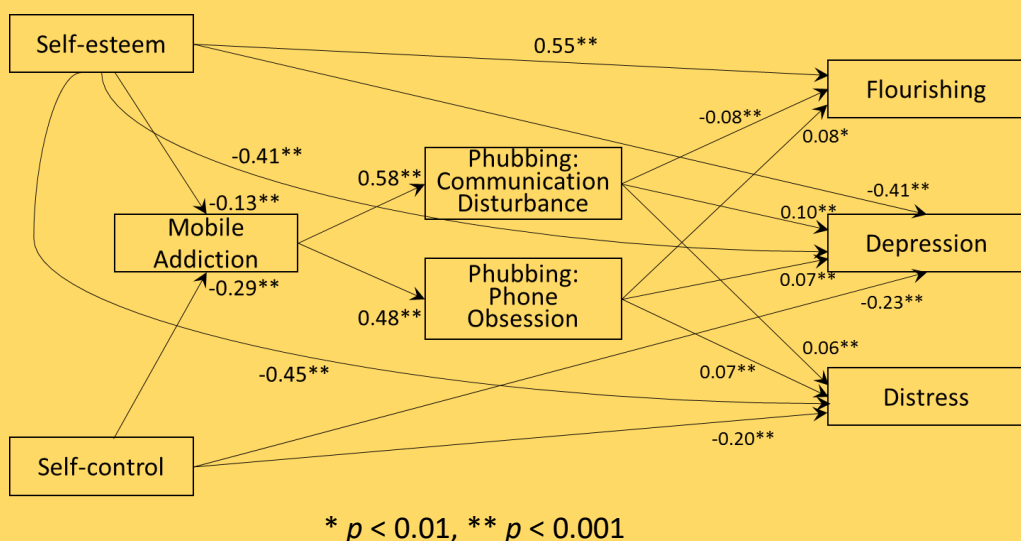 Self-esteem
0.55**
Flourishing
-0.08**
0.08*
-0.41**
Phubbing:
Communication
Disturbance
0.58**
-0.41**
-0.13**
0.10**
Mobile
Addiction
Depression
Phubbing:
Phone
Obsession
0.07**
-0.29**
-0.23**
0.48**
0.06**
-0.45**
0.07**
Distress
-0.20**
Self-control
* p < 0.01, ** p < 0.001